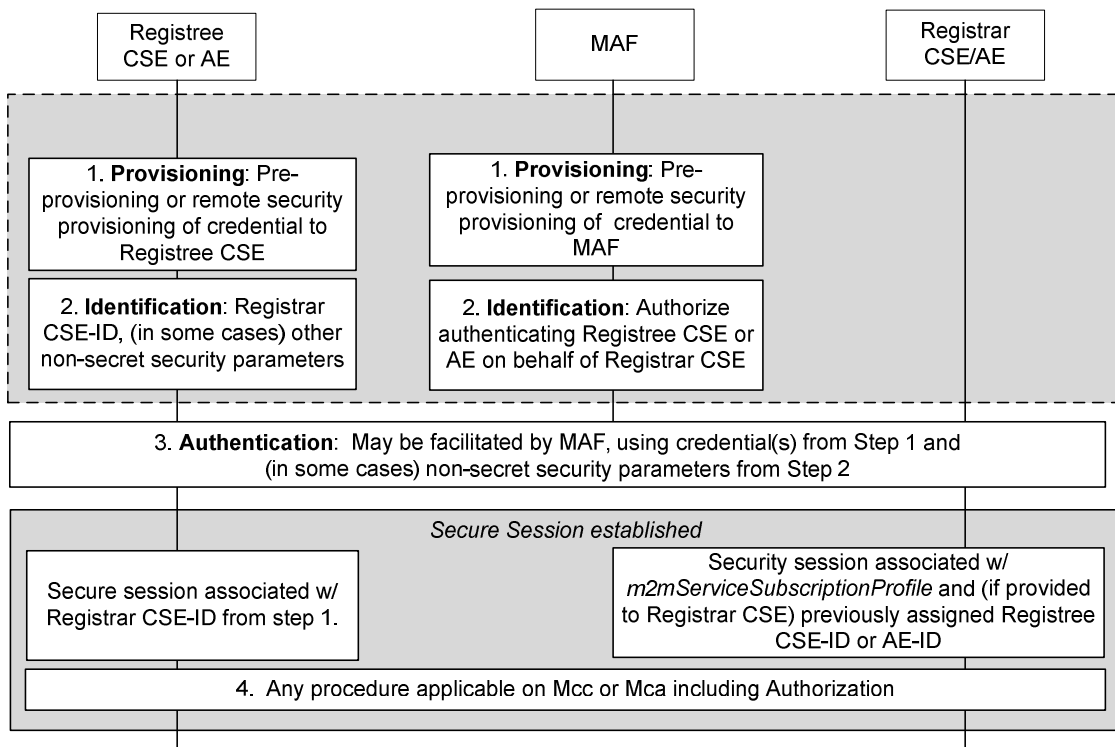 Registree
CSE or AE
MAF
Registrar
CSE/AE
1. Provisioning: Pre-
provisioning or remote security
provisioning of credential to
Registree CSE
1. Provisioning: Pre-
provisioning or remote security
provisioning of credential to
MAF
2. Identification: Registrar
CSE-ID, (in some cases) other
non-secret security parameters
2. Identification: Authorize
authenticating Registree CSE or
AE on behalf of Registrar CSE
3. Authentication: May be facilitated by MAF, using credential(s) from Step 1 and
(in some cases) non-secret security parameters from Step 2
Secure Session established
Secure session associated w/
Registrar CSE-ID from step 1.
Security session associated w/
m2mServiceSubscriptionProfile and (if provided
to Registrar CSE) previously assigned Registree
CSE-ID or AE-ID
4. Any procedure applicable on Mcc or Mca including Authorization